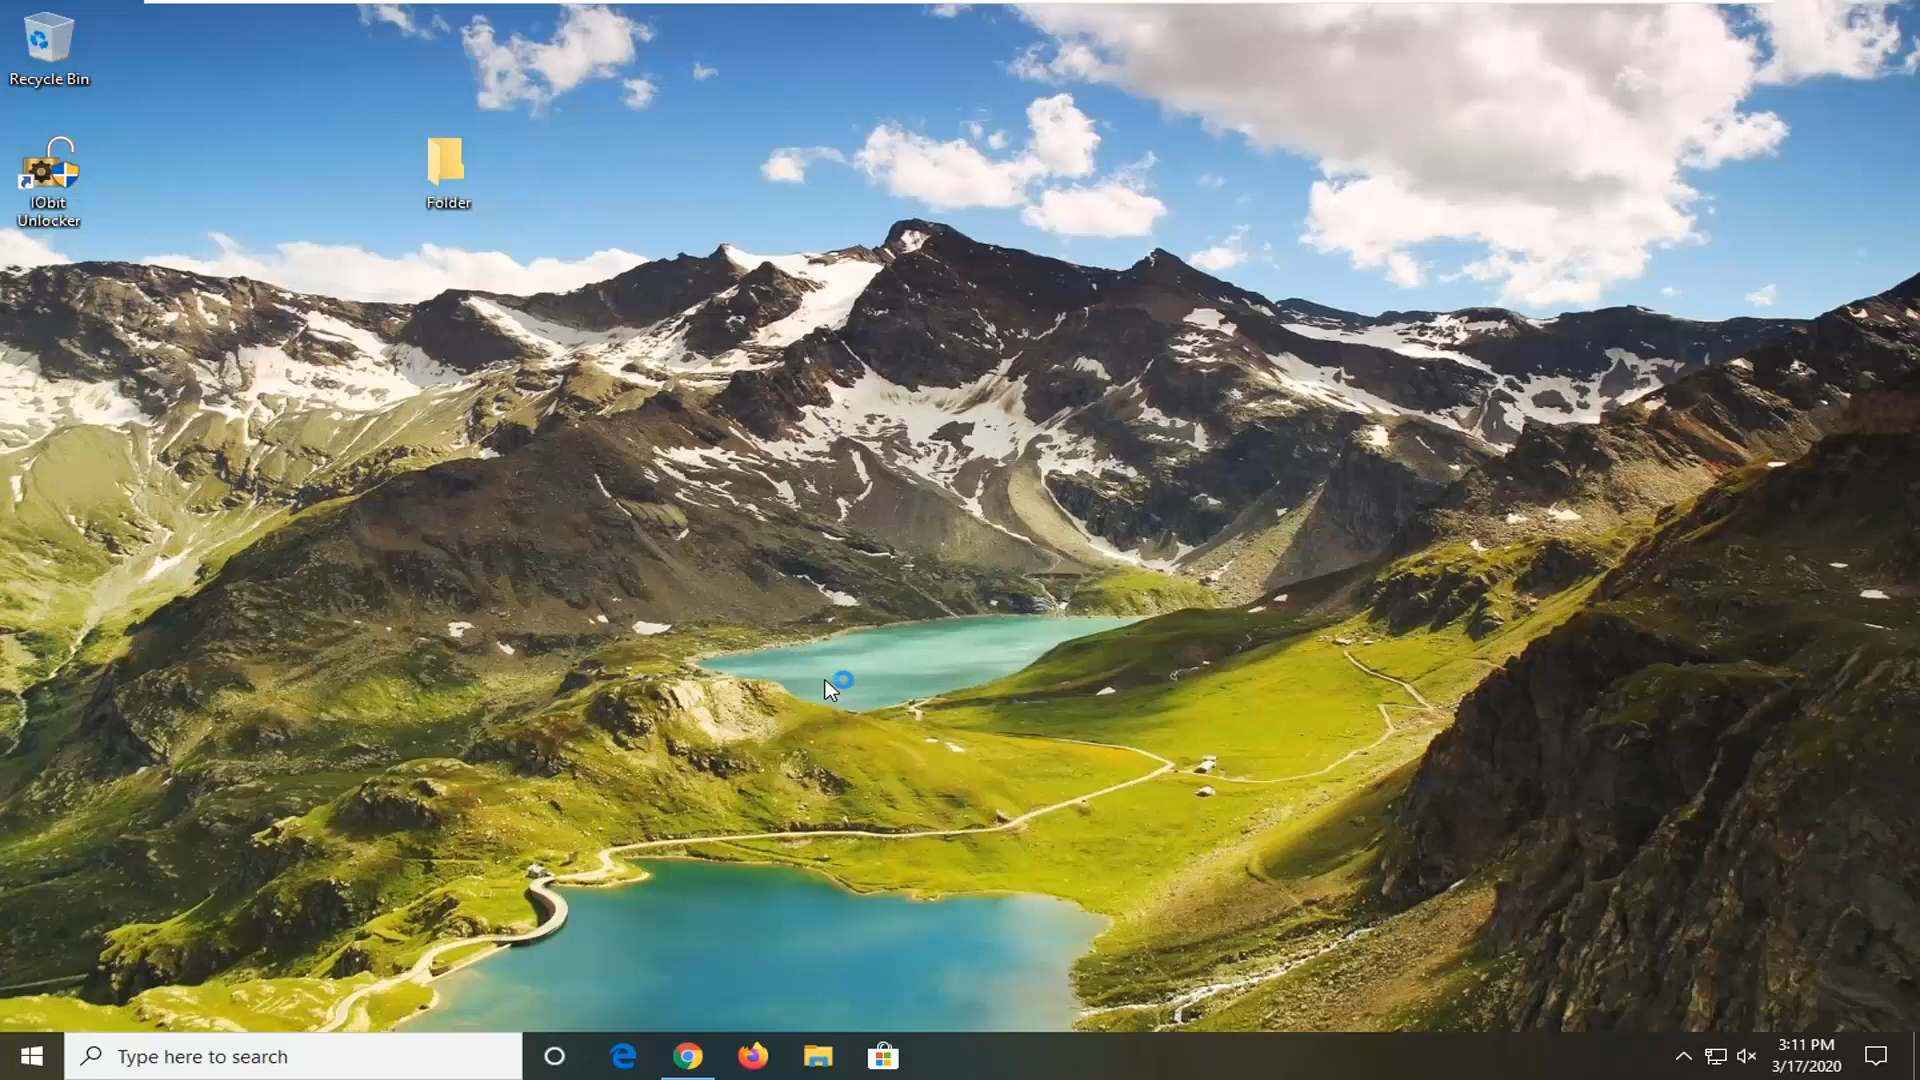 Recycle Bin
IObit
Unlocker
Folder
Type here to search
3:11 PM
3/17/2020